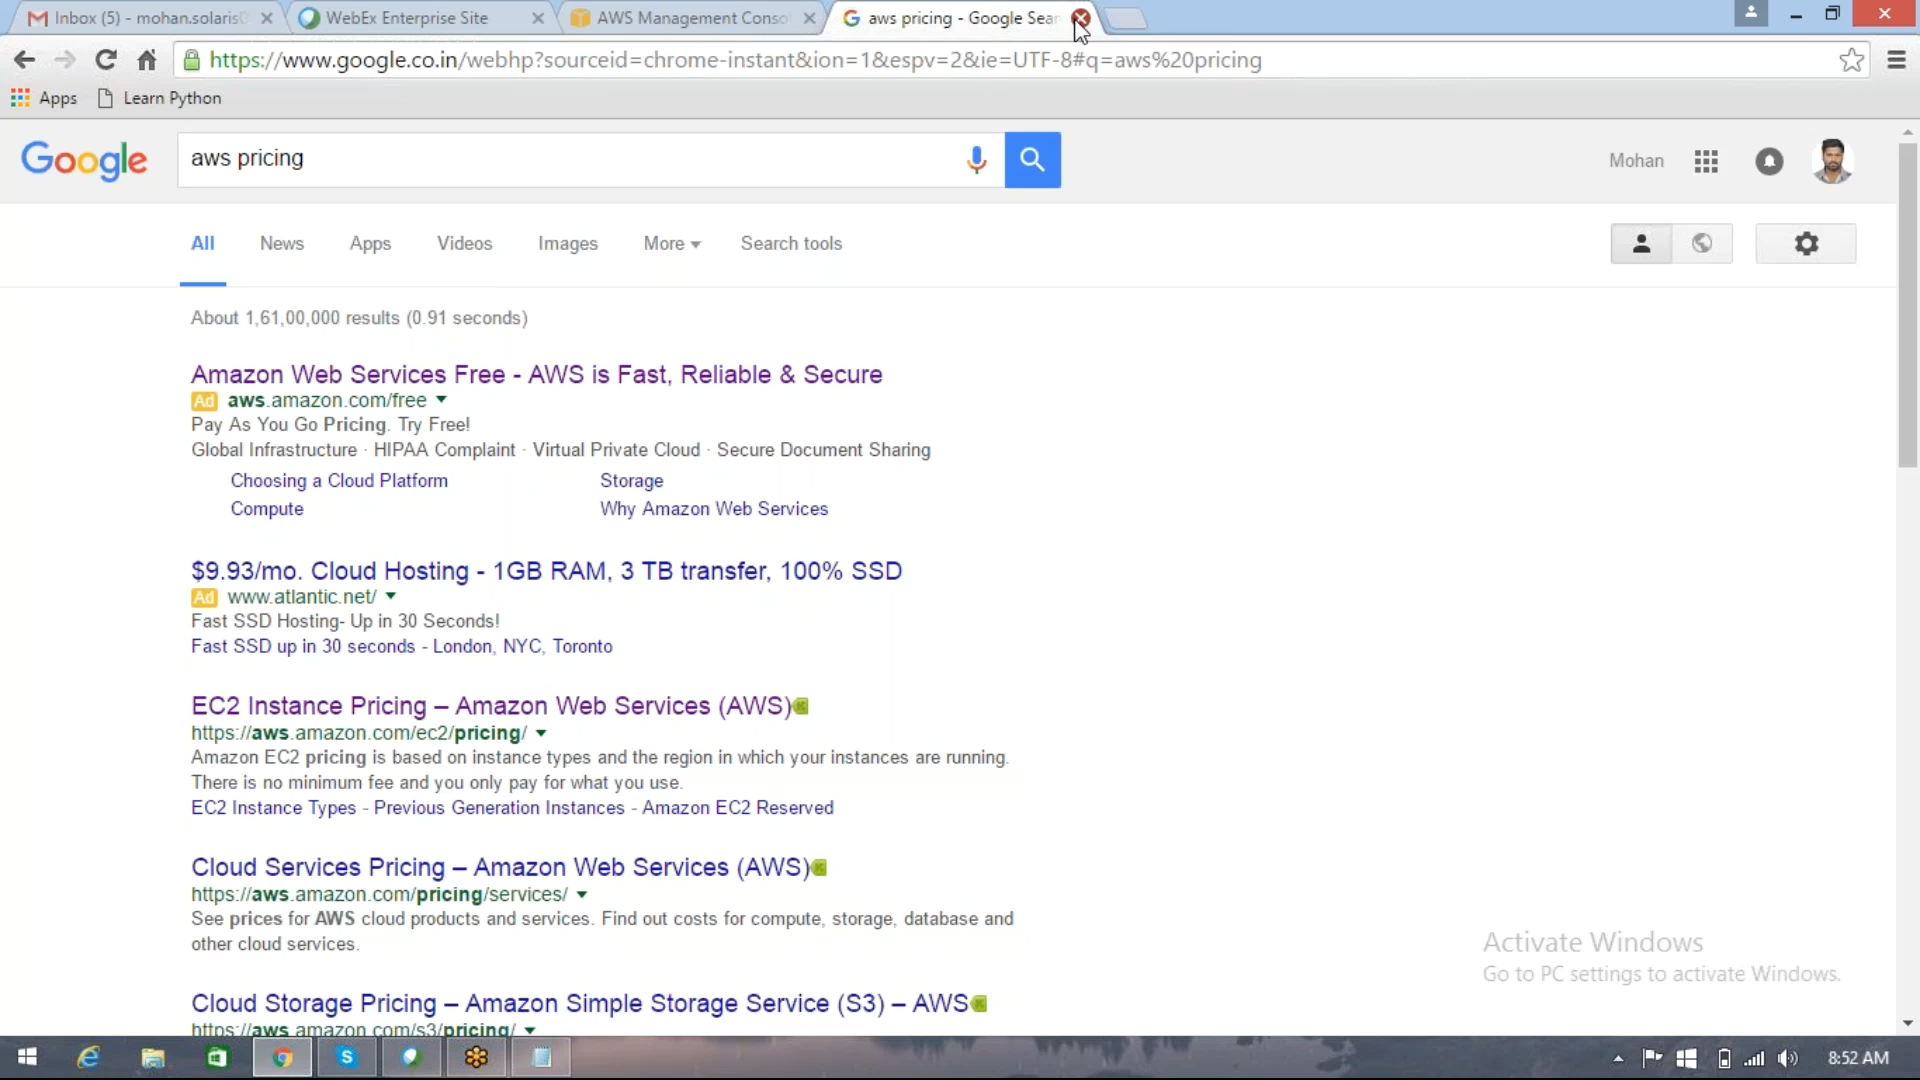 Inbox (5) - mohan.solaris
WebEx Enterprise Site
AWS Management Conso
aws pricing - Google Sear
https://www.google.co.in/webhp?sourceid=chrome-instant&ion=1&espv=2&ie=UTF-8#q=aws%20pricing
Apps
Learn Python
Google
aws pricing
Mohan
All
News
Apps
Videos
Images
More
Search tools
About 1,61,00,000 results (0.91 seconds)
Amazon Web Services Free - AWS is Fast, Reliable & Secure
Ad aws.amazon.com/free
Pay As You Go Pricing. Try Free!
Global Infrastructure · HIPAA Complaint · Virtual Private Cloud · Secure Document Sharing
Choosing a Cloud Platform
Storage
Compute
Why Amazon Web Services
$9.93/mo. Cloud Hosting - 1GB RAM, 3 TB transfer, 100% SSD
Ad www.atlantic.net/
Fast SSD Hosting- Up in 30 Seconds!
Fast SSD up in 30 seconds - London, NYC, Toronto
EC2 Instance Pricing – Amazon Web Services (AWS)
https://aws.amazon.com/ec2/pricing/
Amazon EC2 pricing is based on instance types and the region in which your instances are running.
There is no minimum fee and you only pay for what you use.
EC2 Instance Types - Previous Generation Instances - Amazon EC2 Reserved
Cloud Services Pricing – Amazon Web Services (AWS)
https://aws.amazon.com/pricing/services/
See prices for AWS cloud products and services. Find out costs for compute, storage, database and
other cloud services.
Cloud Storage Pricing – Amazon Simple Storage Service (S3) – AWS
https://aws.amazon.com/s3/pricing/
Activate Windows
Go to PC settings to activate Windows.
8:52 AM